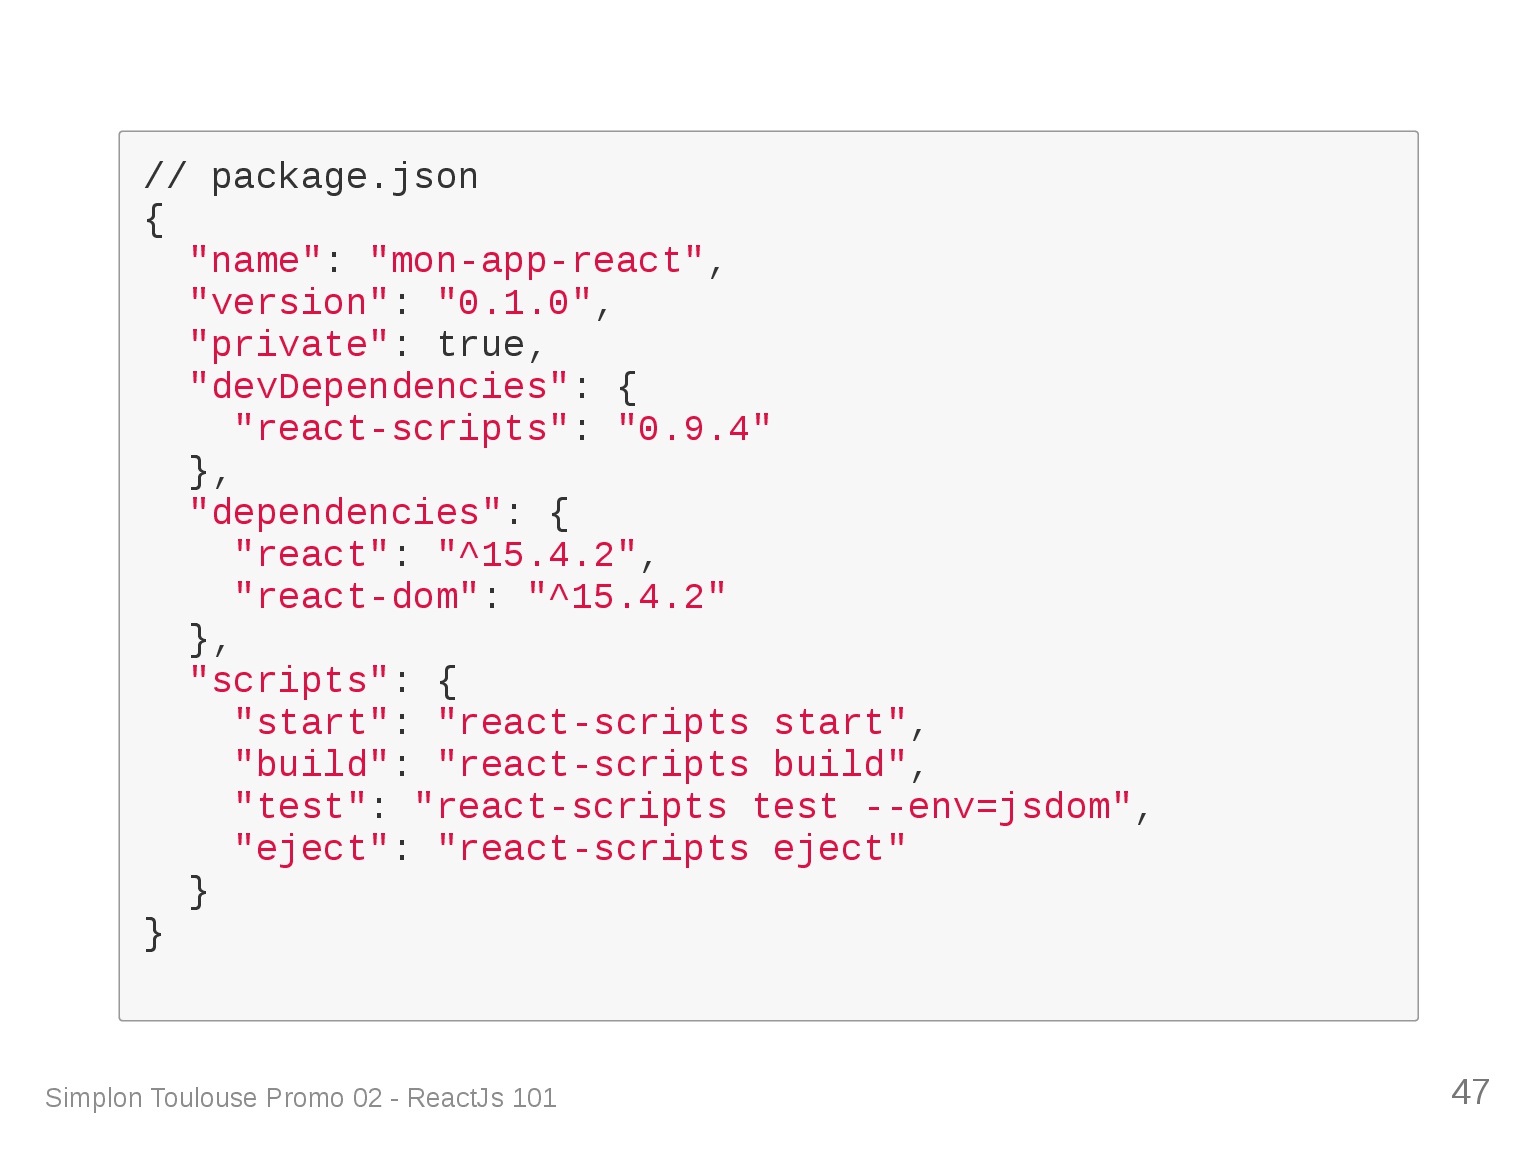 // package.json
{
  "name": "mon-app-react",
  "version": "0.1.0",
  "private": true,
  "devDependencies": {
    "react-scripts": "0.9.4"
  },
  "dependencies": {
    "react": "^15.4.2",
    "react-dom": "^15.4.2"
  },
  "scripts": {
    "start": "react-scripts start",
    "build": "react-scripts build",
    "test": "react-scripts test --env=jsdom",
    "eject": "react-scripts eject"
  }
}
Simplon Toulouse Promo 02 - ReactJs 101
47